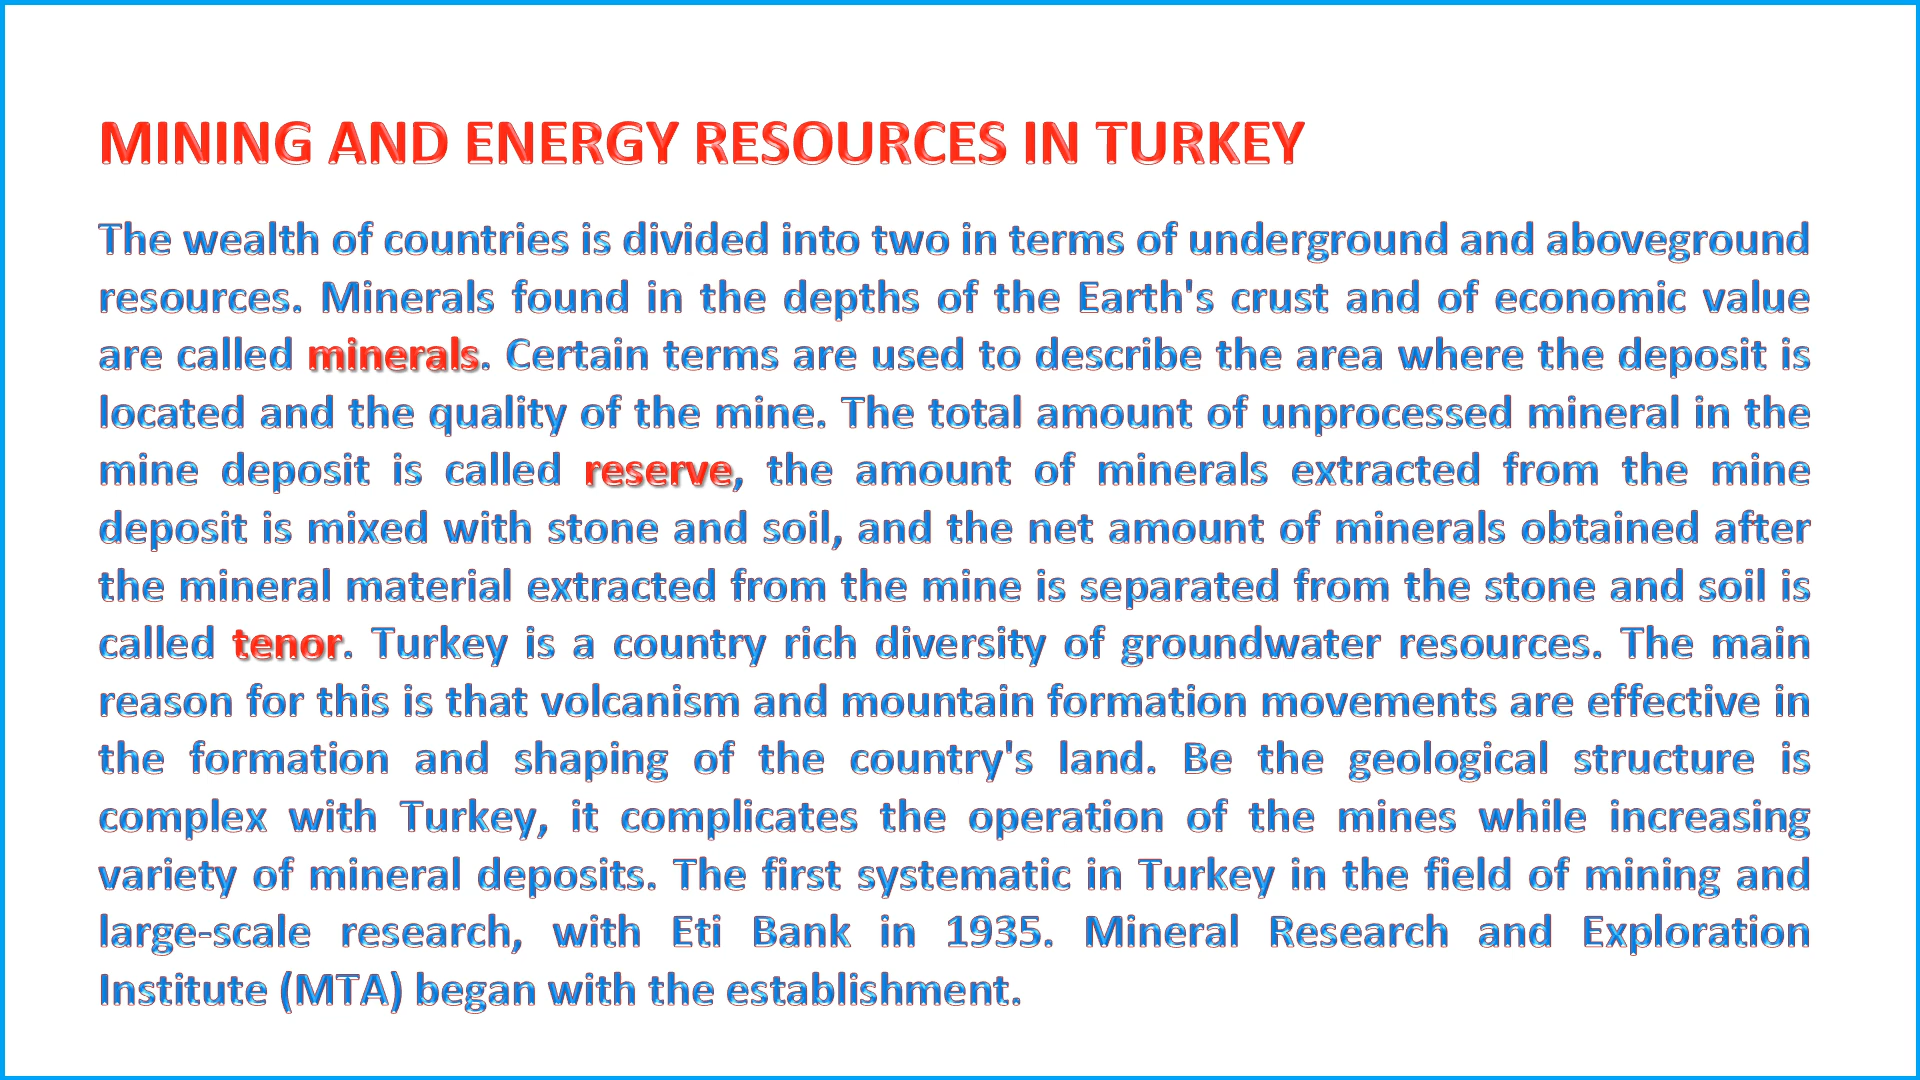 MINING AND ENERGY RESOURCES IN TURKEY
The wealth of countries is divided into two in terms of underground and aboveground
resources. Minerals found in the depths of the Earth's crust and of economic value
are called minerals. Certain terms are used to describe the area where the deposit is
located and the quality of the mine. The total amount of unprocessed mineral in the
mine deposit is called reserve, the amount of minerals extracted from the mine
deposit is mixed with stone and soil, and the net amount of minerals obtained after
the mineral material extracted from the mine is separated from the stone and soil is
called tenor. Turkey is a country rich diversity of groundwater resources. The main
reason for this is that volcanism and mountain formation movements are effective in
the formation and shaping of the country's land. Be the geological structure is
complex with Turkey, it complicates the operation of the mines while increasing
variety of mineral deposits. The first systematic in Turkey in the field of mining and
large-scale research, with Eti Bank in 1935. Mineral Research and Exploration
Institute (MTA) began with the establishment.